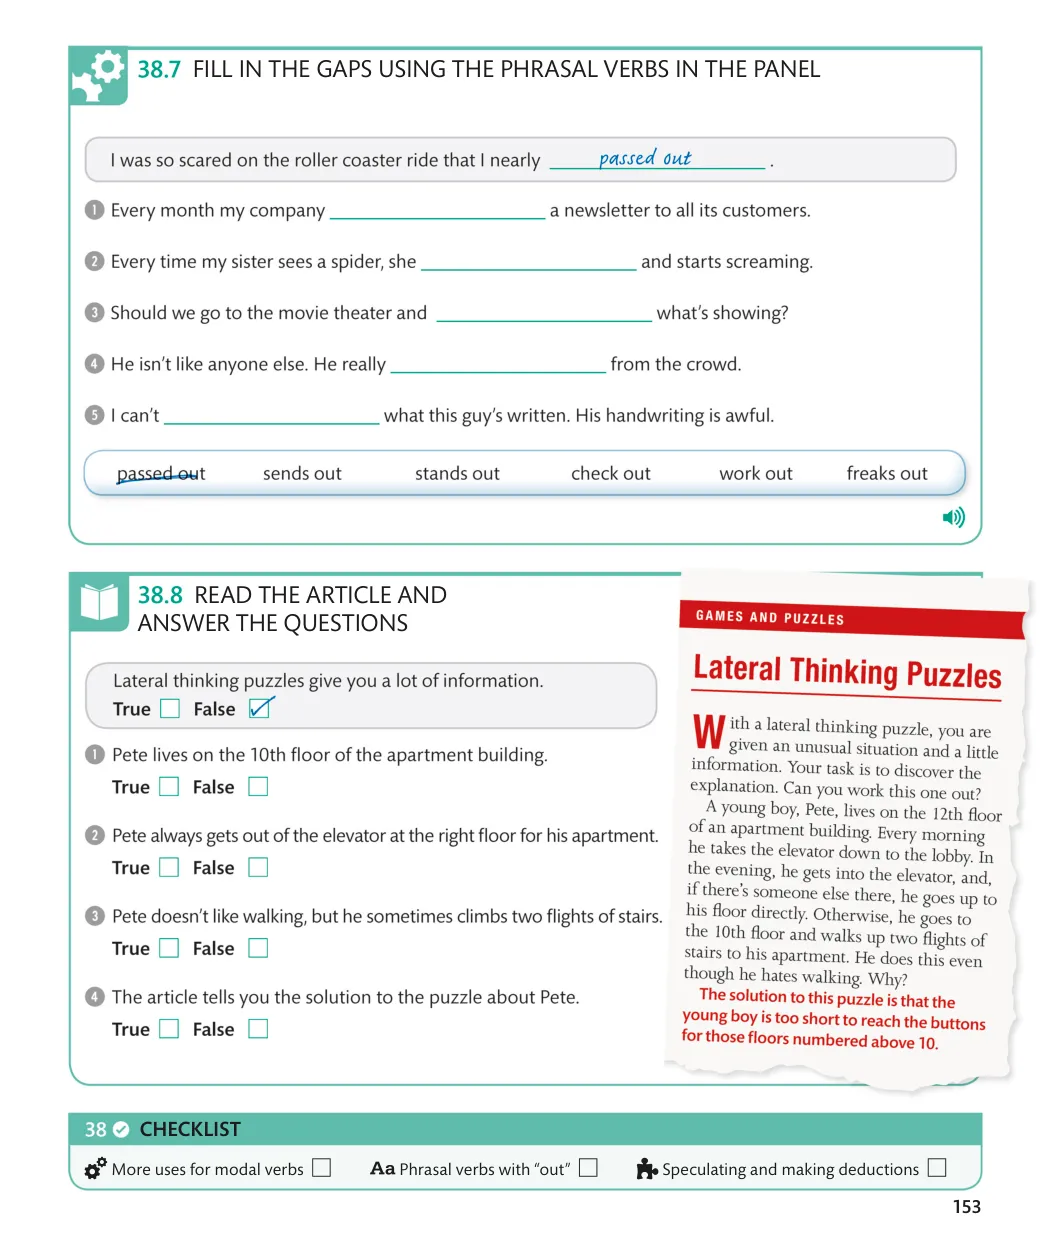 38.7 FILL IN THE GAPS USING THE PHRASAL VERBS IN THE PANEL
I was so scared on the roller coaster ride that I nearly passed out .
1 Every month my company a newsletter to all its customers.
2 Every time my sister sees a spider, she and starts screaming.
3 Should we go to the movie theater and what's showing?
4 He isn't like anyone else. He really from the crowd.
5 I can't what this guy's written. His handwriting is awful.
passed out sends out stands out check out work out freaks out
38.8 READ THE ARTICLE AND
ANSWER THE QUESTIONS
Lateral thinking puzzles give you a lot of information.
True False
1 Pete lives on the 10th floor of the apartment building.
True False
2 Pete always gets out of the elevator at the right floor for his apartment.
True False
3 Pete doesn't like walking, but he sometimes climbs two flights of stairs.
True False
4 The article tells you the solution to the puzzle about Pete.
True False
GAMES AND PUZZLES
Lateral Thinking Puzzles
With a lateral thinking puzzle, you are
given an unusual situation and a little
information. Your task is to discover the
explanation. Can you work this one out?
A young boy, Pete, lives on the 12th floor
of an apartment building. Every morning
he takes the elevator down to the lobby. In
the evening, he gets into the elevator, and,
if there's someone else there, he goes up to
his floor directly. Otherwise, he goes to
the 10th floor and walks up two flights of
stairs to his apartment. He does this even
though he hates walking. Why?
The solution to this puzzle is that the
young boy is too short to reach the buttons
for those floors numbered above 10.
38 CHECKLIST
More uses for modal verbs Aa Phrasal verbs with “out” Speculating and making deductions
153